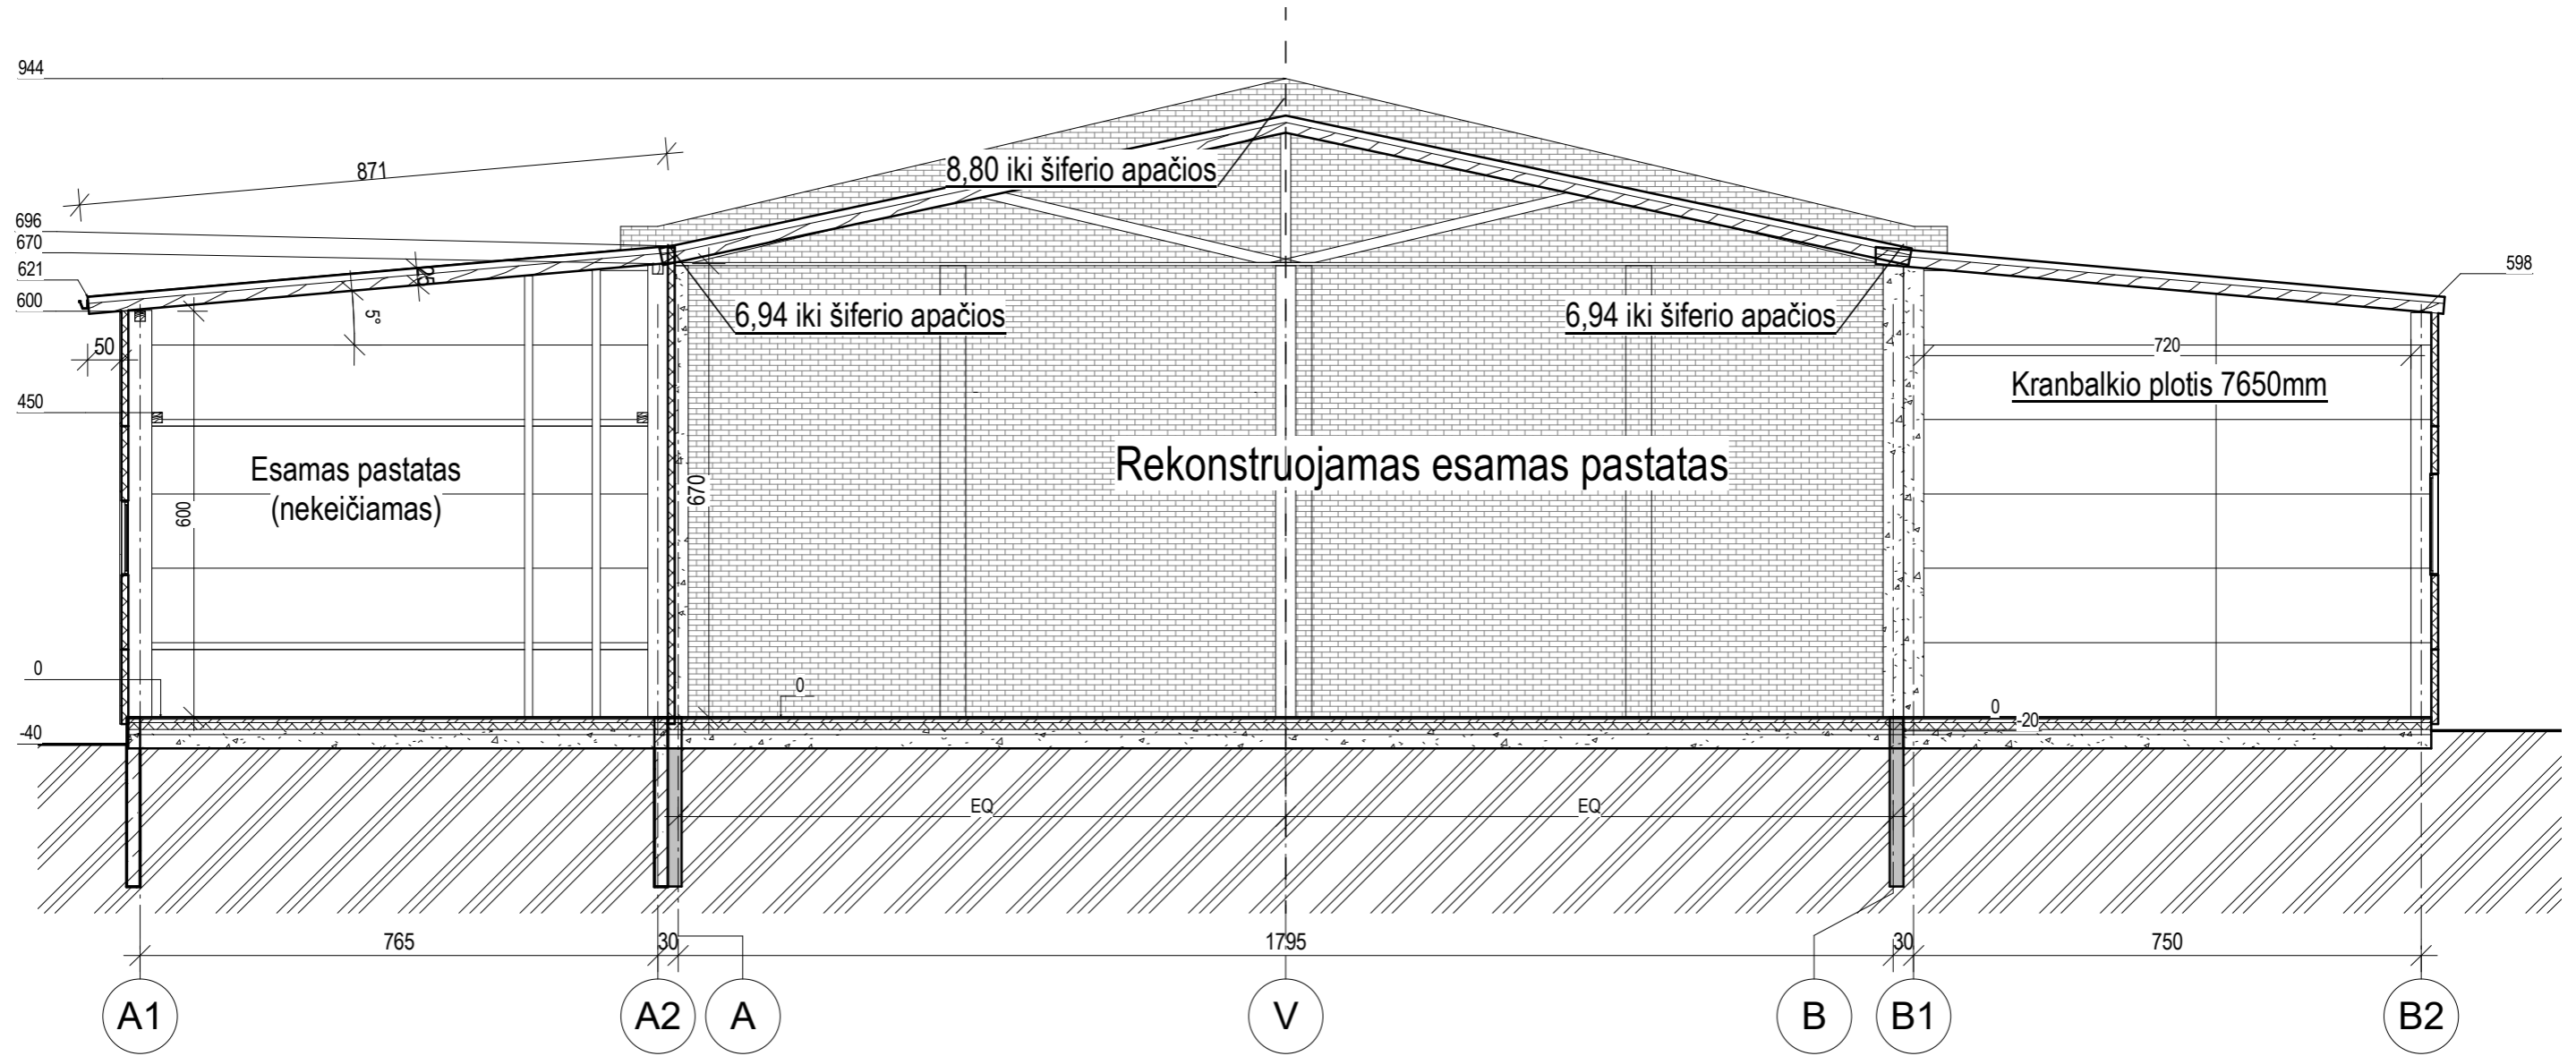 944
871
8,80 iki šiferio apačios
696
670
621
600
25
5°
50
598
6,94 iki šiferio apačios
6,94 iki šiferio apačios
720
Kranbalkio plotis 7650mm
450
Esamas pastatas
(nekeičiamas)
600
670
Rekonstruojamas esamas pastatas
0
0
0
-20
-40
EQ
EQ
765
30
1795
30
750
A1
A2
A
V
B
B1
B2